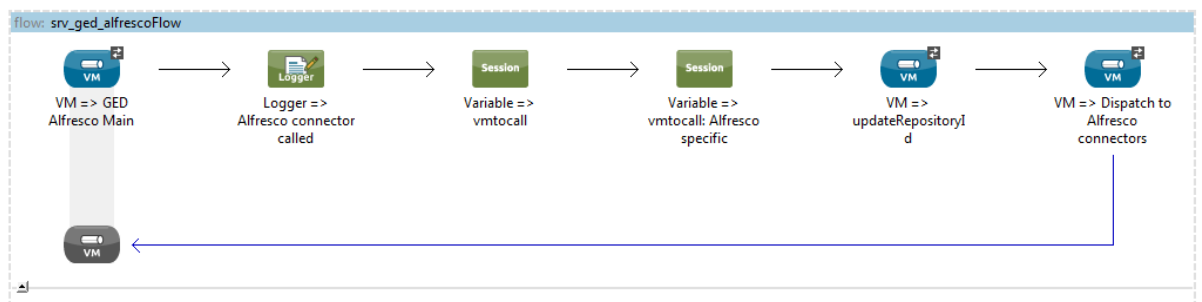 flow: srv_ged_alfrescoFlow
VM
Logger
Session
Session
VM
VM
VM => GED
Alfresco Main
Logger =>
Alfresco connector
called
Variable =>
vmtocall
Variable =>
vmtocall: Alfresco
specific
VM =>
updateRepositoryI
d
VM => Dispatch to
Alfresco
connectors
VM